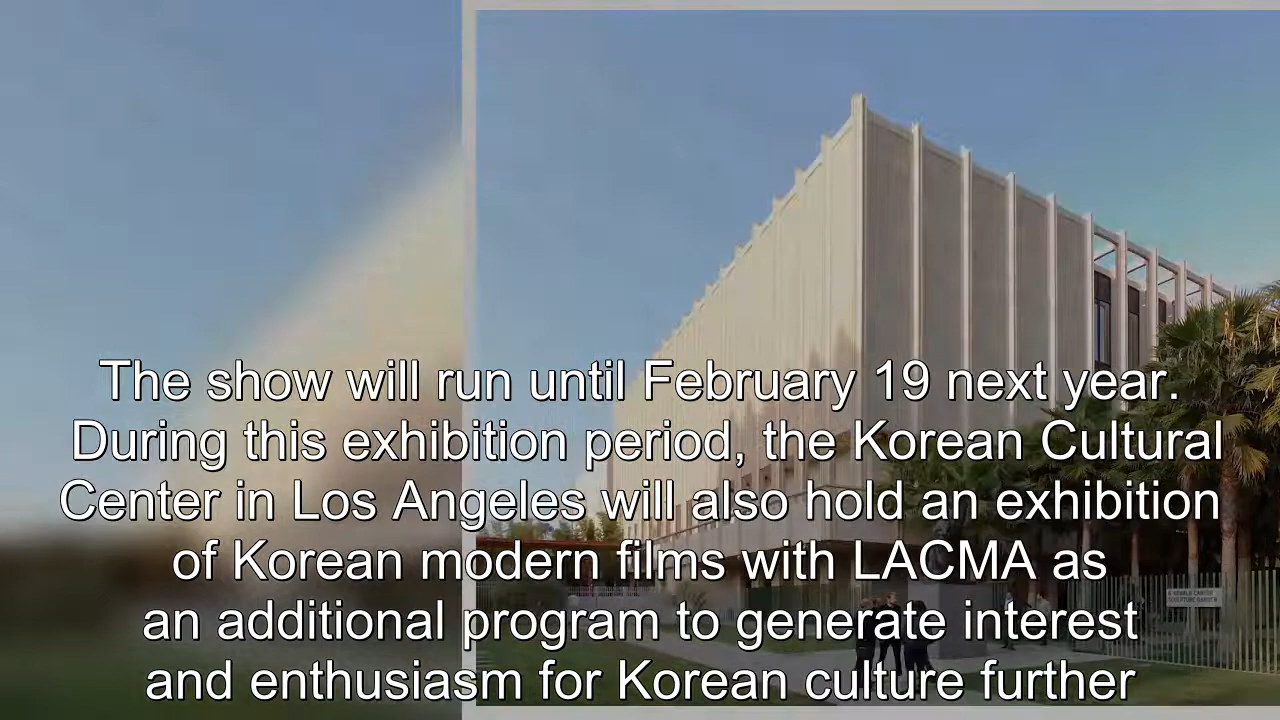 The show will run until February 19 next year.
During this exhibition period, the Korean Cultural
Center in Los Angeles will also hold an exhibition
of Korean modern films with LACMA as
an additional program to generate interest
and enthusiasm for Korean culture further